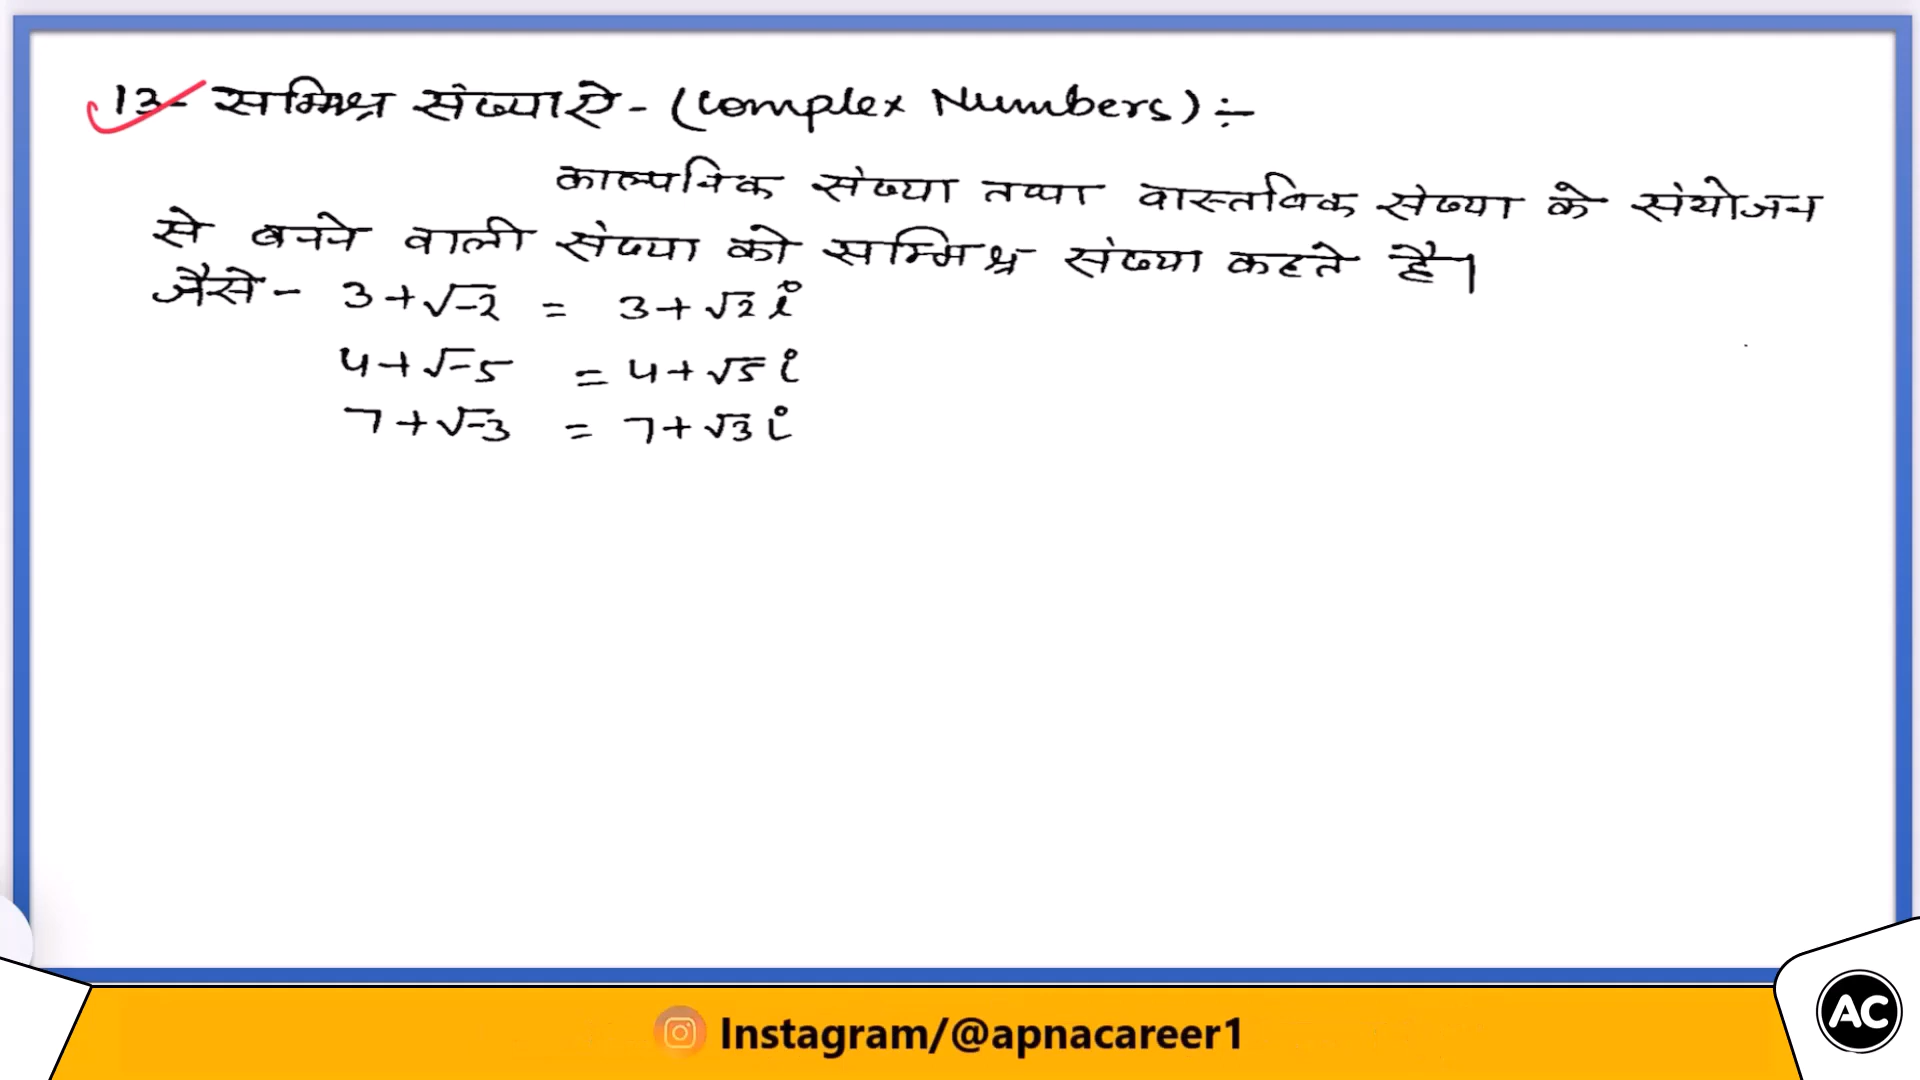 13- सम्मिश्र संख्याऐ - (Complex Numbers) :-
काल्पनिक संख्या तथा वास्तविक संख्या के संयोजन
से बनने वाली संख्या को सम्मिश्र संख्या कहते है।
जैसे - 3+√-2 = 3+√2 i
4+√-5 = 4+√5 i
7+√-3 = 7+√3 i
Instagram/@apnacareer1
AC